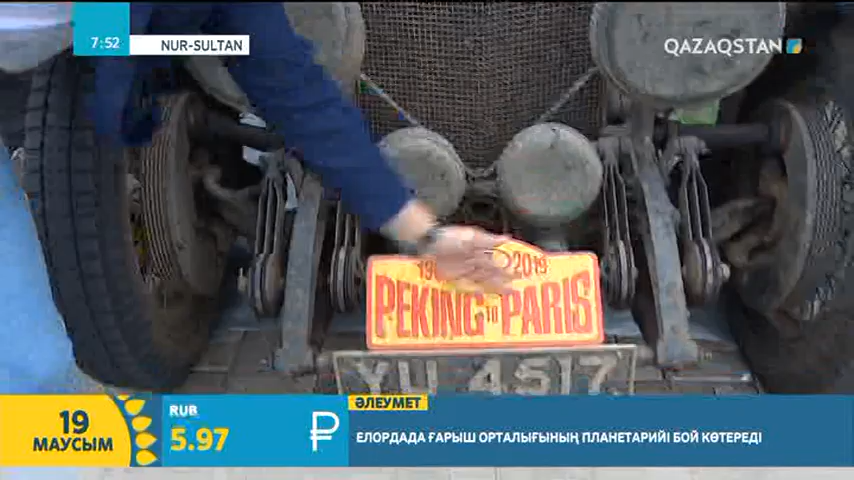 7:52
NUR-SULTAN
QAZAQSTAN
2019
PEKING TO PARIS
YU 4517
19
МАУСЫМ
RUB
5.97
ӘЛЕУМЕТ
ЕЛОРДАДА ҒАРЫШ ОРТАЛЫҒЫНЫҢ ПЛАНЕТАРИЙІ БОЙ КӨТЕРЕДІ